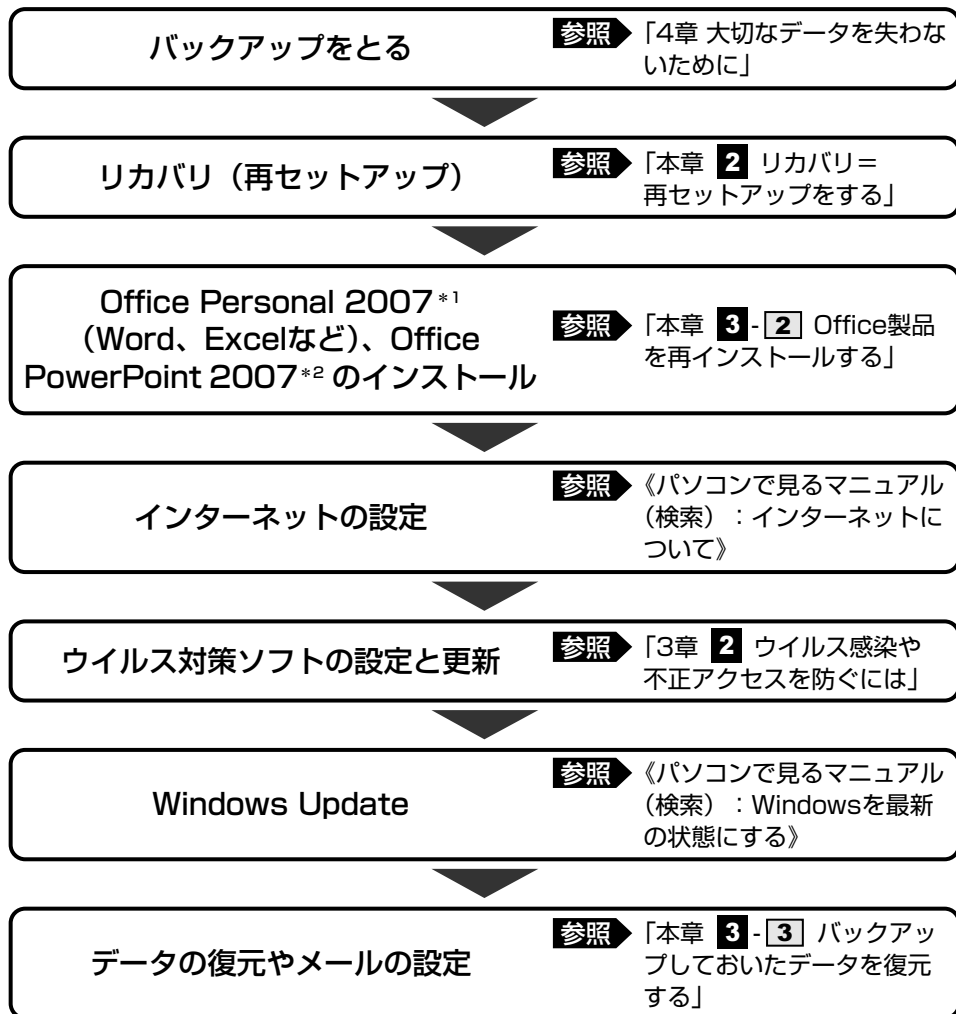 バックアップをとる
参照 「4章 大切なデータを失わな
いために」
リカバリ（再セットアップ）
参照 「本章 2 リカバリ＝
再セットアップをする」
Office Personal 2007*1
（Word、Excelなど）、Office
PowerPoint 2007*2 のインストール
参照 「本章 3 - 2 Office製品
を再インストールする」
インターネットの設定
参照 《パソコンで見るマニュアル
（検索）：インターネットに
ついて》
ウイルス対策ソフトの設定と更新
参照 「3章 2 ウイルス感染や
不正アクセスを防ぐには」
Windows Update
参照 《パソコンで見るマニュアル
（検索）：Windowsを最新
の状態にする》
データの復元やメールの設定
参照 「本章 3 - 3 バックアッ
プしておいたデータを復元
する」